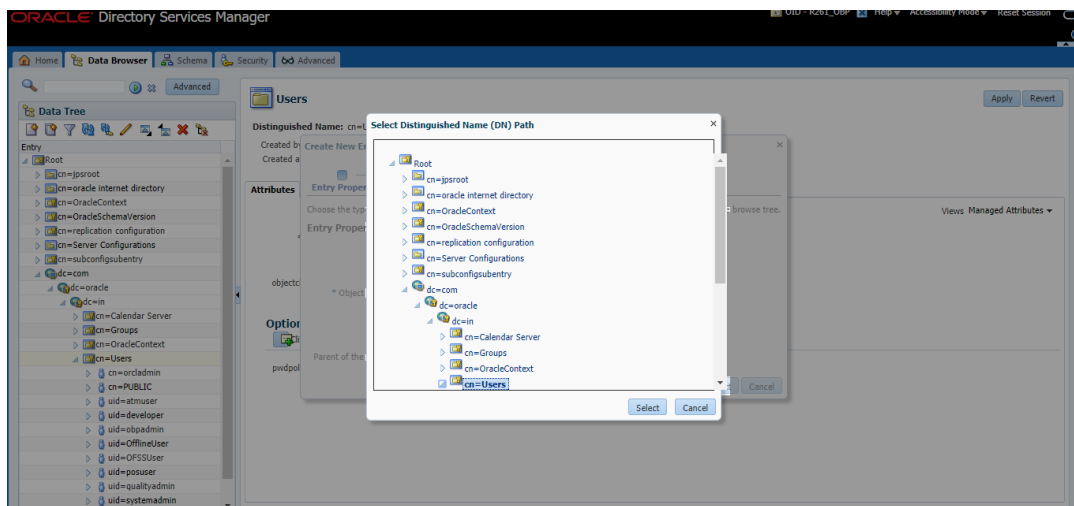 ORACLE Directory Services Manager
OID - R261_OBP Help Accessibility Mode Reset Session
Home Data Browser Schema Security Advanced
Advanced
Data Tree
Entry
Root
cn=jpsroot
cn=oracle internet directory
cn=OracleContext
cn=OracleSchemaVersion
cn=replication configuration
cn=Server Configurations
cn=subconfigsubentry
dc=com
dc=oracle
dc=in
cn=Calendar Server
cn=Groups
cn=OracleContext
cn=Users
cn=orcladmin
cn=PUBLIC
uid=atmuser
uid=developer
uid=obpadmin
uid=OfflineUser
uid=OFSSUser
uid=posuser
uid=qualityadmin
uid=systemadmin
Users
Apply Revert
Distinguished Name: cn=
Created
Created a
Attributes
Views Managed Attributes
objectc
Option
pwdpol
Create New
Entry Proper
Choose the typ
browse tree.
Entry Proper
* Object
Parent of the
Cancel
Select Distinguished Name (DN) Path
Root
cn=jpsroot
cn=oracle internet directory
cn=OracleContext
cn=OracleSchemaVersion
cn=replication configuration
cn=Server Configurations
cn=subconfigsubentry
dc=com
dc=oracle
dc=in
cn=Calendar Server
cn=Groups
cn=OracleContext
cn=Users
Select Cancel